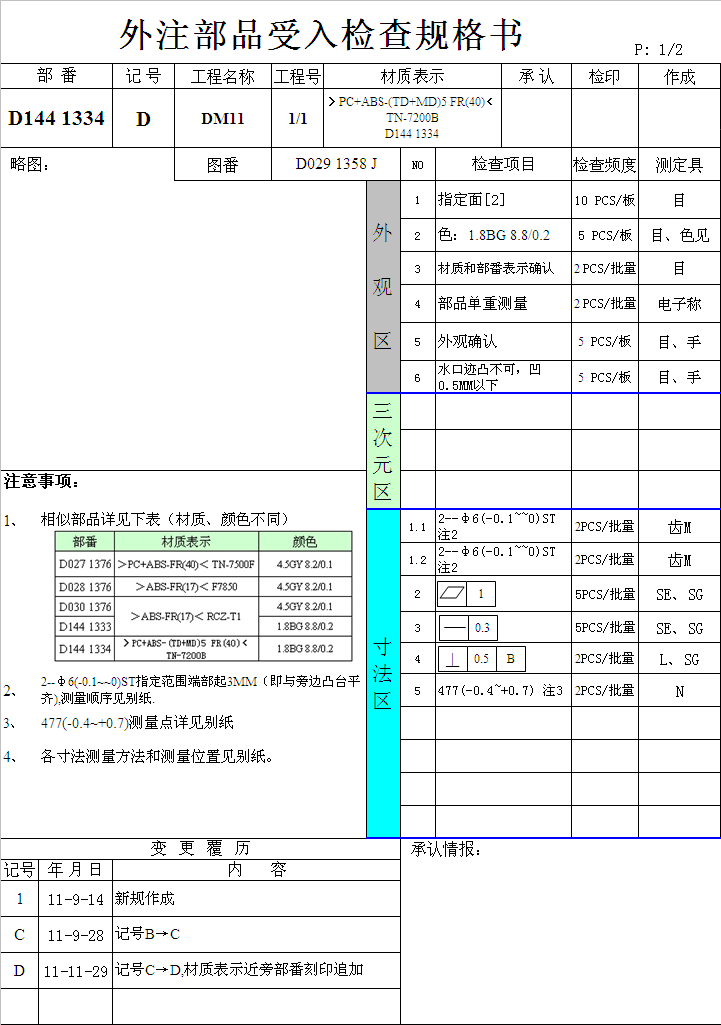 外注部品受入检查规格书
P: 1/2
部 番 记 号 工程名称 工程号 材质表示 承 认 检印 作成
D144 1334 D DM11 1/1 >PC+ABS-(TD+MD)5 FR(40)<
TN-7200B
D144 1334
略图: 图番 D029 1358 J NO 检查项目 检查频度 测定具
外观区
1 指定面[2] 10 PCS/板 目
2 色: 1.8BG 8.8/0.2 5 PCS/板 目、色见
3 材质和部番表示确认 2 PCS/批量 目
4 部品单重测量 2 PCS/批量 电子称
5 外观确认 5 PCS/板 目、手
6 水口迹凸不可, 凹
0.5MM以下 5 PCS/板 目、手
三次元区
注意事项:
1、 相似部品详见下表（材质、颜色不同）
部番 材质表示 颜色
D027 1376 >PC+ABS-FR(40)< TN-7500F 4.5GY 8.2/0.1
D028 1376 >ABS-FR(17)< F7850 4.5GY 8.2/0.1
D030 1376 >ABS-FR(17)< RCZ-T1 4.5GY 8.2/0.1
D144 1333 1.8BG 8.8/0.2
D144 1334 >PC+ABS-(TD+MD)5 FR(40)<
TN-7200B 1.8BG 8.8/0.2
2、 2--φ6(-0.1~~0)ST指定范围端部起3MM（即与旁边凸台平
齐),测量顺序见别纸.
3、 477(-0.4~+0.7)测量点详见别纸
4、 各寸法测量方法和测量位置见别纸。
寸法区
1.1 2--φ6(-0.1~~0)ST
注2 2PCS/批量 齿M
1.2 2--φ6(-0.1~~0)ST
注2 2PCS/批量 齿M
2 ▱ 1 5PCS/批量 SE、SG
3 — 0.3 5PCS/批量 SE、SG
4 ⊥ 0.5 B 2PCS/批量 L、SG
5 477(-0.4~+0.7) 注3 2PCS/批量 N
变 更 覆 历
承认情报:
记号 年 月 日 内 容
1 11-9-14 新规作成
C 11-9-28 记号B→C
D 11-11-29 记号C→D,材质表示近旁部番刻印追加